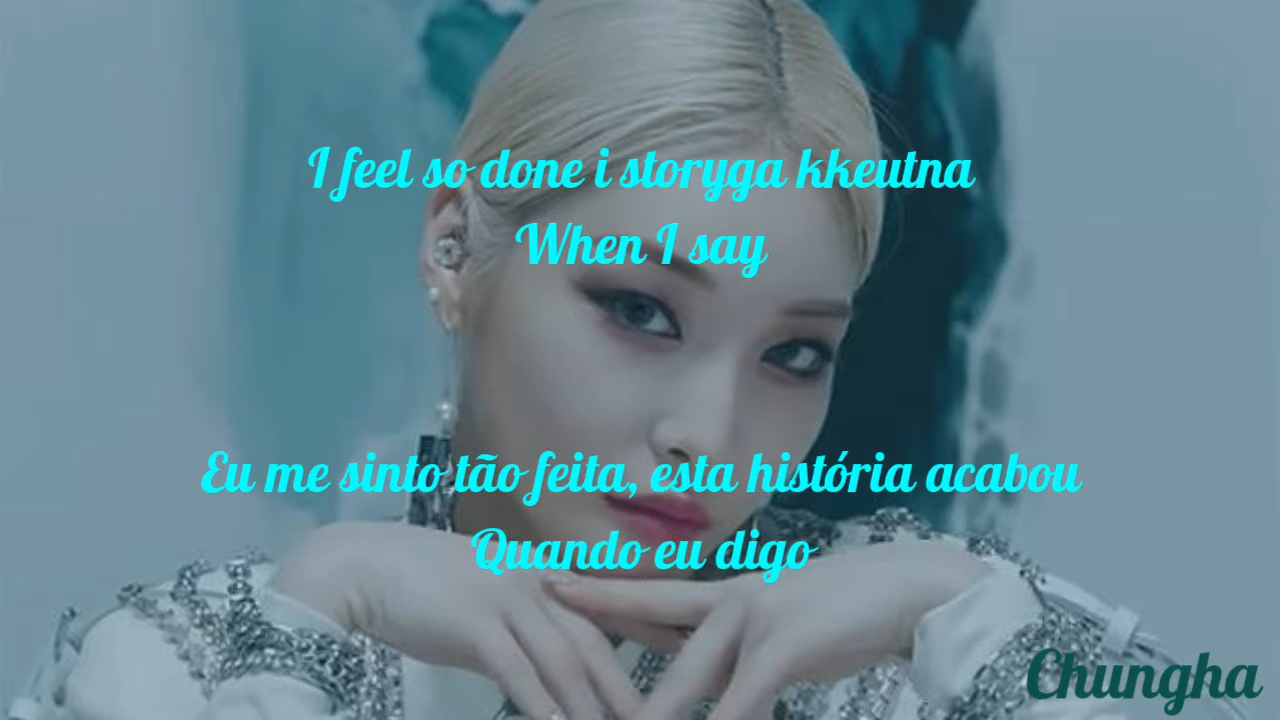 I feel so done i storyga kkeutna
When I say
Eu me sinto tão feita, esta história acabou
Quando eu digo
Chungha